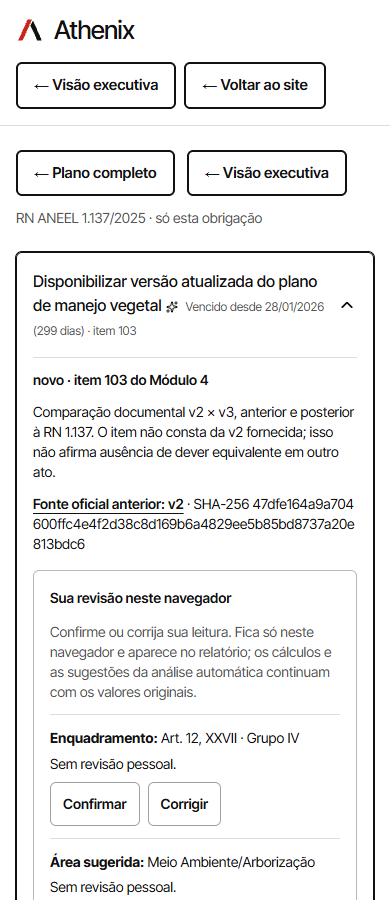 Athenix
← Visão executiva
← Voltar ao site
← Plano completo
← Visão executiva
RN ANEEL 1.137/2025 · só esta obrigação
Disponibilizar versão atualizada do plano
de manejo vegetal Vencido desde 28/01/2026
(299 dias) · item 103
novo · item 103 do Módulo 4
Comparação documental v2 × v3, anterior e posterior
à RN 1.137. O item não consta da v2 fornecida; isso
não afirma ausência de dever equivalente em outro
ato.
Fonte oficial anterior: v2 · SHA-256 47dfe164a9a704
600ffc4e4f2d38c8d169b6a4829ee5b85bd8737a20e
813bdc6
Sua revisão neste navegador
Confirme ou corrija sua leitura. Fica só neste
navegador e aparece no relatório; os cálculos e
as sugestões da análise automática continuam
com os valores originais.
Enquadramento: Art. 12, XXVII · Grupo IV
Sem revisão pessoal.
Confirmar
Corrigir
Área sugerida: Meio Ambiente/Arborização
Sem revisão pessoal.